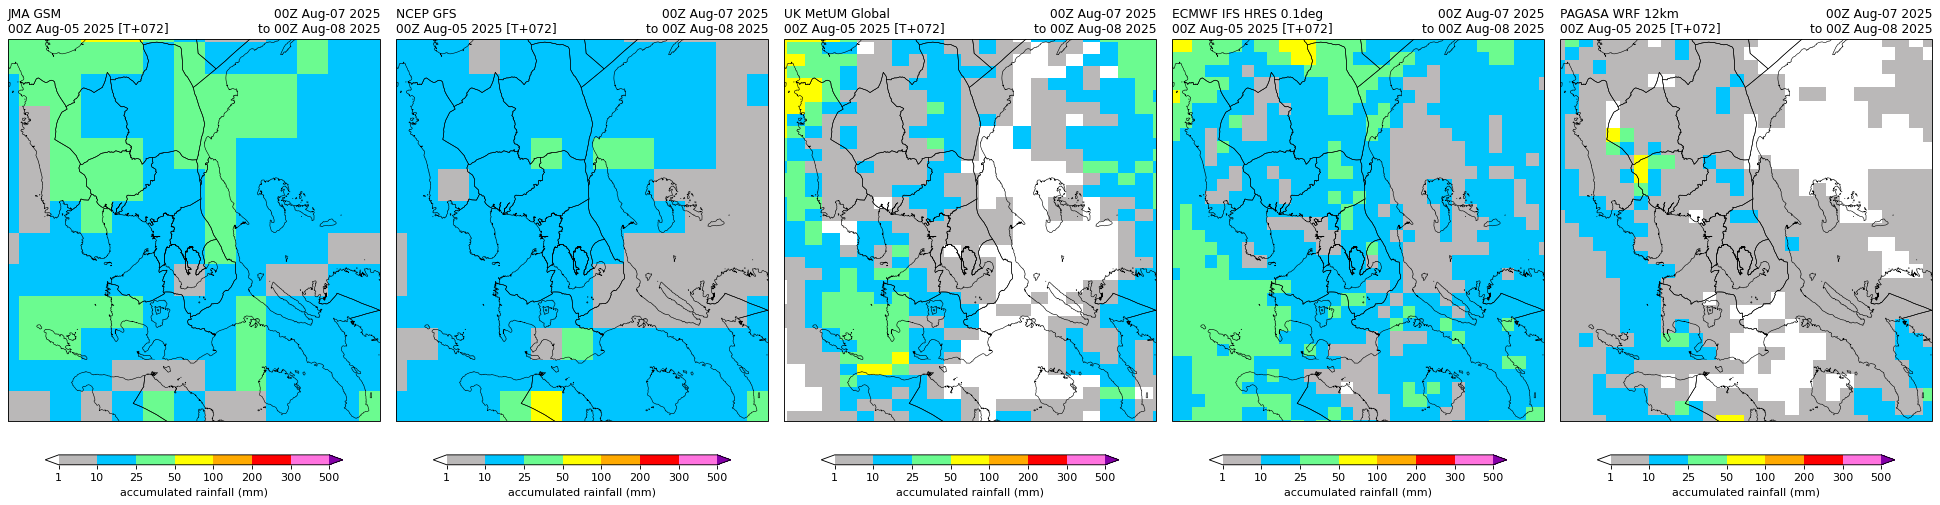 JMA GSM 00Z Aug-07 2025
00Z Aug-05 2025 [T+072] to 00Z Aug-08 2025
1 10 25 50 100 200 300 500
accumulated rainfall (mm)
NCEP GFS 00Z Aug-07 2025
00Z Aug-05 2025 [T+072] to 00Z Aug-08 2025
1 10 25 50 100 200 300 500
accumulated rainfall (mm)
UK MetUM Global 00Z Aug-07 2025
00Z Aug-05 2025 [T+072] to 00Z Aug-08 2025
1 10 25 50 100 200 300 500
accumulated rainfall (mm)
ECMWF IFS HRES 0.1deg 00Z Aug-07 2025
00Z Aug-05 2025 [T+072] to 00Z Aug-08 2025
1 10 25 50 100 200 300 500
accumulated rainfall (mm)
PAGASA WRF 12km 00Z Aug-07 2025
00Z Aug-05 2025 [T+072] to 00Z Aug-08 2025
1 10 25 50 100 200 300 500
accumulated rainfall (mm)